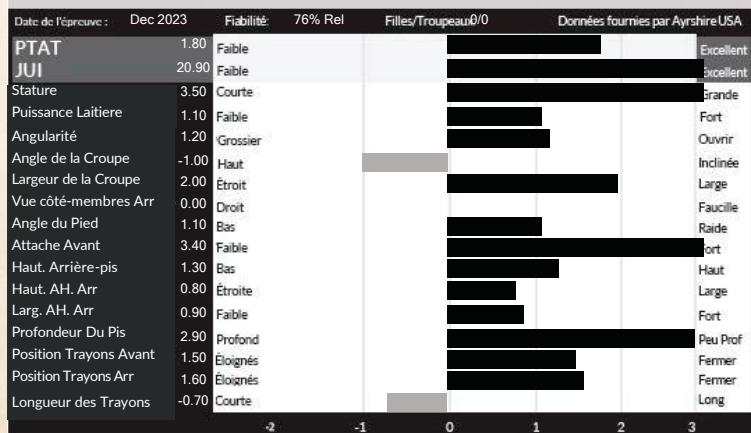 Date de l'épreuve : Dec 2023 Fiabilité: 76% Rel Filles/Troupeaux 0/0 Données fournies par Ayrshire USA
PTAT 1.80 Faible Excellent
JUI 20.90 Faible Excellent
Stature 3.50 Courte Grande
Puissance Laitiere 1.10 Faible Fort
Angularité 1.20 Grossier Ouvrir
Angle de la Croupe -1.00 Haut Inclinée
Largeur de la Croupe 2.00 Étroit Large
Vue côté-membres Arr 0.00 Droit Faucille
Angle du Pied 1.10 Bas Raide
Attache Avant 3.40 Faible Fort
Haut. Arrière-pis 1.30 Bas Haut
Haut. AH. Arr 0.80 Étroite Large
Larg. AH. Arr 0.90 Faible Fort
Profondeur Du Pis 2.90 Profond Peu Prof
Position Trayons Avant 1.50 Éloignés Fermer
Position Trayons Arr 1.60 Éloignés Fermer
Longueur des Trayons -0.70 Courte Long
-2 -1 0 1 2 3